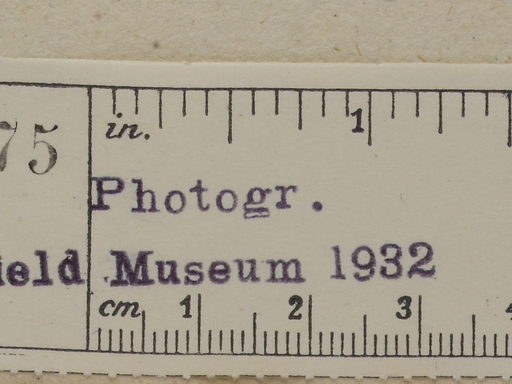 75
in. 1
Photogr.
ield Museum 1932
cm 1 2 3